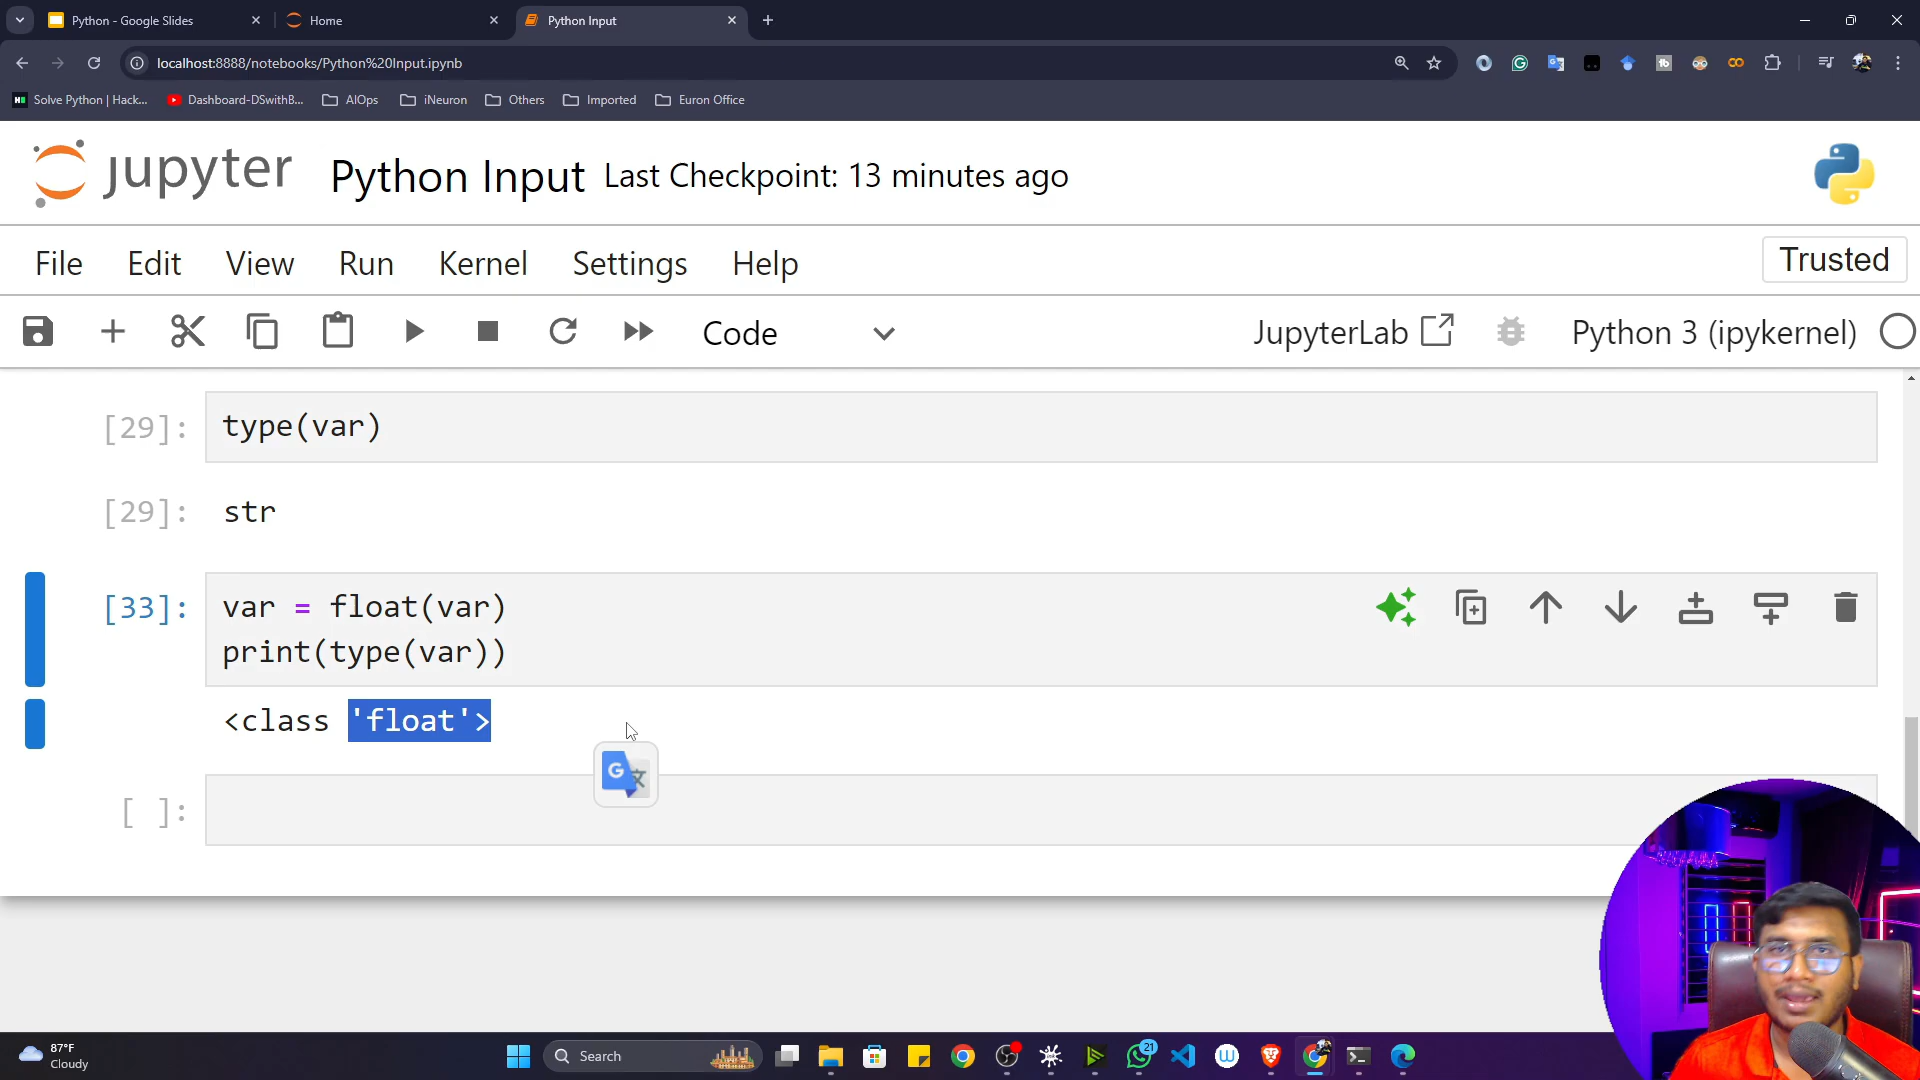 Python - Google Slides
Home
Python Input
localhost:8888/notebooks/Python%20Input.ipynb
Solve Python | Hack...
Dashboard-DSwithB...
AIOps
iNeuron
Others
Imported
Euron Office
jupyter
Python Input
Last Checkpoint: 13 minutes ago
File
Edit
View
Run
Kernel
Settings
Help
Trusted
Code
JupyterLab
Python 3 (ipykernel)
[29]:
type(var)
[29]:
str
[33]:
var = float(var)
print(type(var))
<class 'float'>
[ ]:
87°F
Cloudy
Search
21